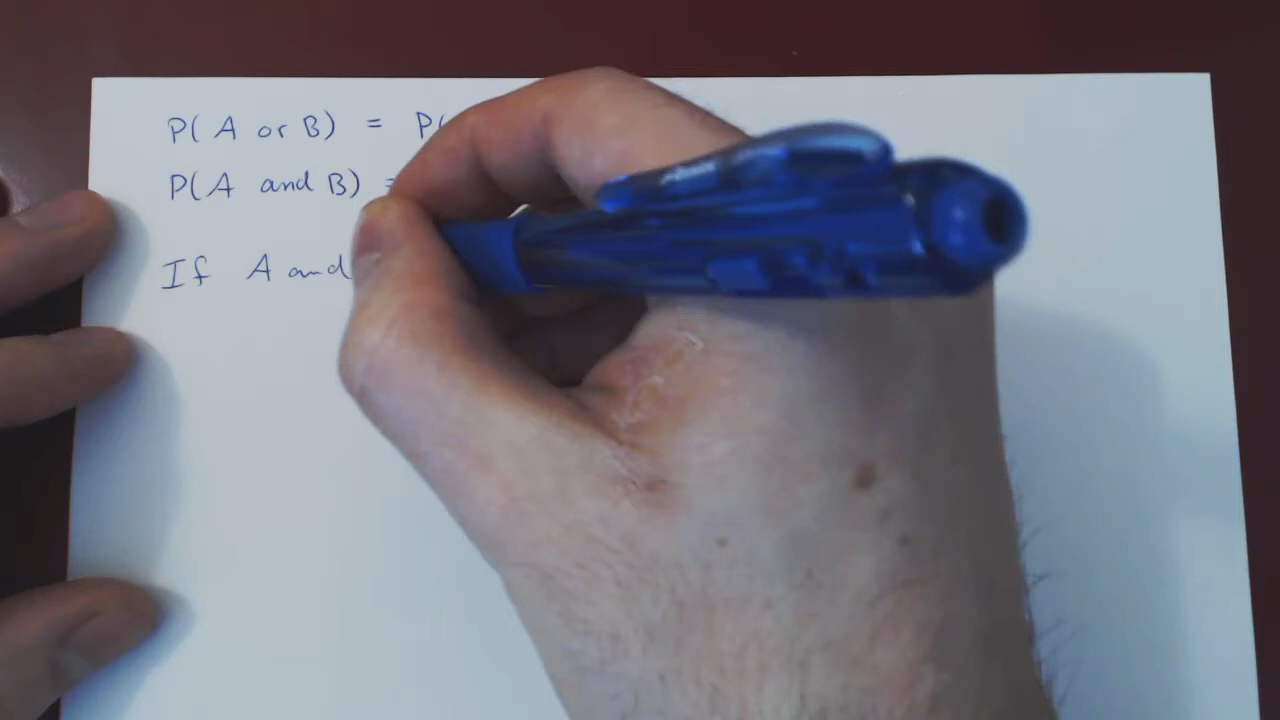 P( A or B) = P(
P(A and B) =
If A and